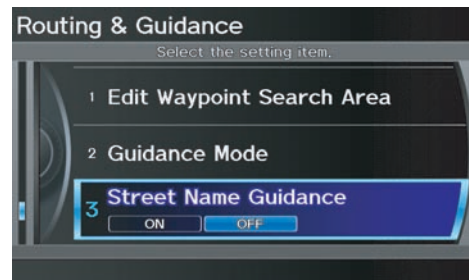 Routing & Guidance
Select the setting item.
1 Edit Waypoint Search Area
2 Guidance Mode
3 Street Name Guidance
ON OFF